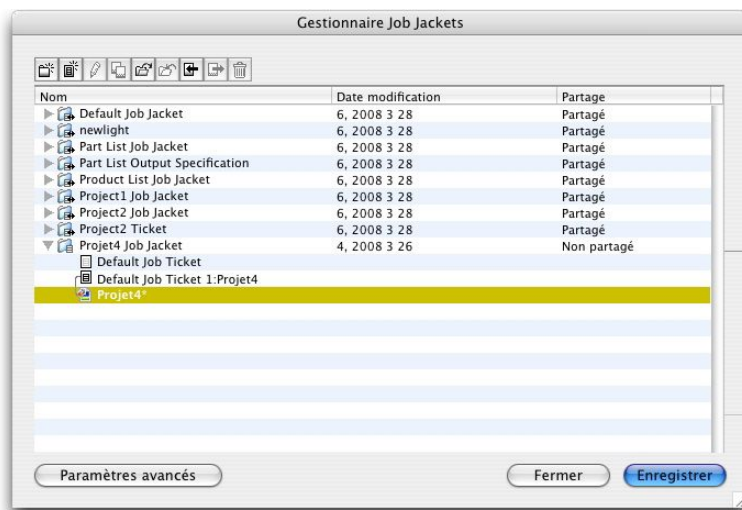 Gestionnaire Job Jackets
Nom Date modification Partage
Default Job Jacket 6, 2008 3 28 Partagé
newlight 6, 2008 3 28 Partagé
Part List Job Jacket 6, 2008 3 28 Partagé
Part List Output Specification 6, 2008 3 28 Partagé
Product List Job Jacket 6, 2008 3 28 Partagé
Project1 Job Jacket 6, 2008 3 28 Partagé
Project2 Job Jacket 6, 2008 3 28 Partagé
Project2 Ticket 6, 2008 3 28 Partagé
Projet4 Job Jacket 4, 2008 3 26 Non partagé
Default Job Ticket
Default Job Ticket 1:Projet4
Projet4*
Paramètres avancés Fermer Enregistrer